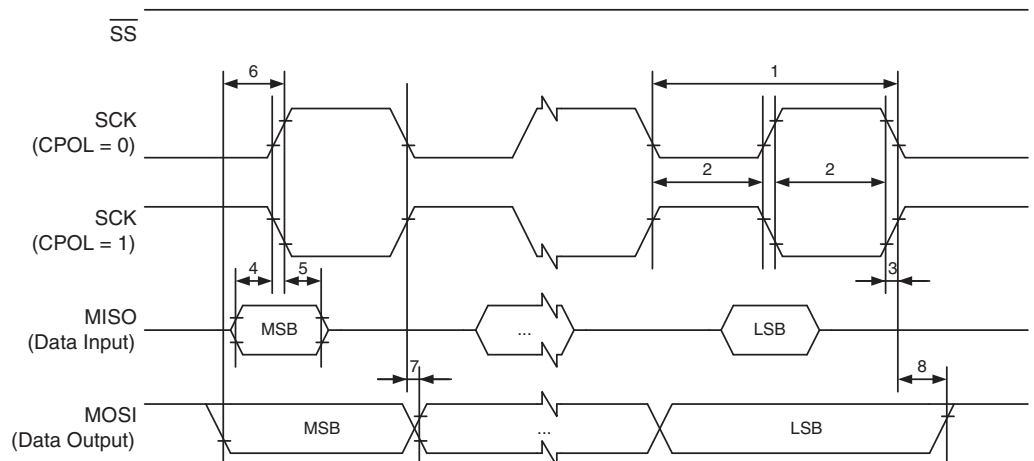 SS
6
1
SCK
(CPOL = 0)
2
2
SCK
(CPOL = 1)
4
5
3
MISO
(Data Input)
MSB
...
LSB
7
8
MOSI
(Data Output)
MSB
...
LSB